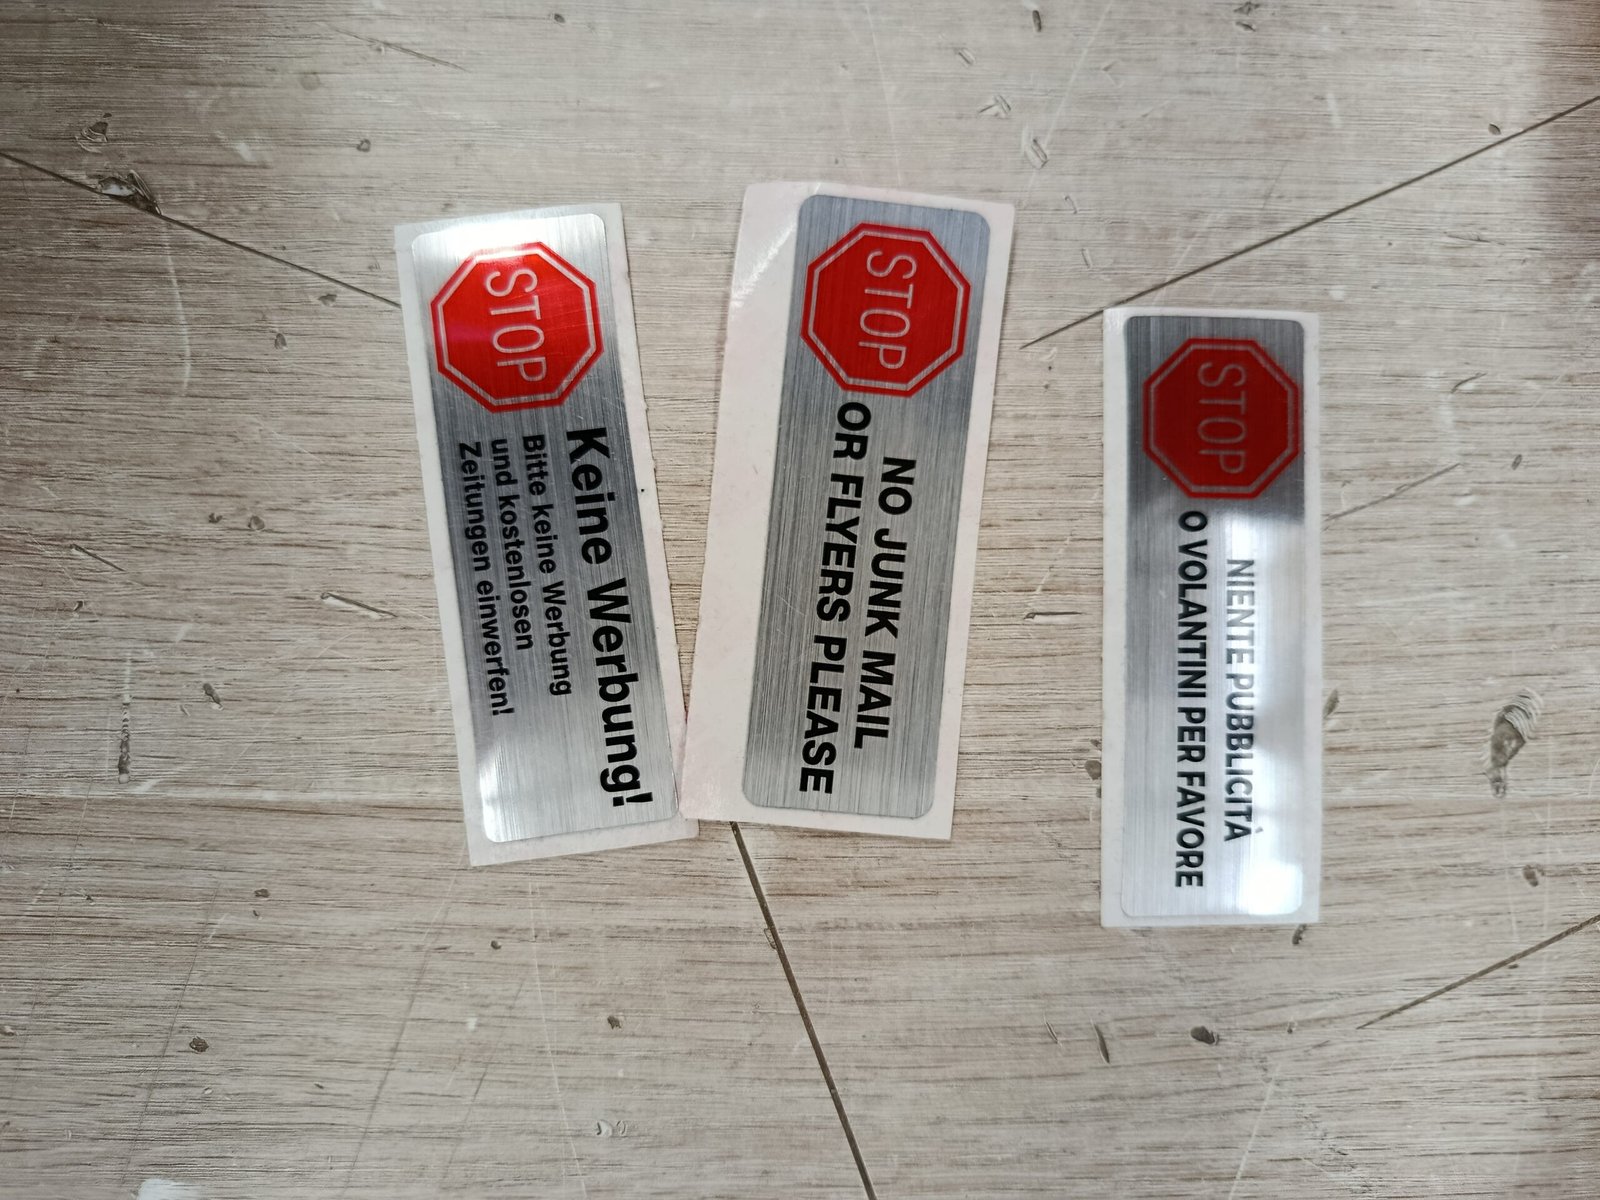 STOP
Keine Werbung!
Bitte keine Werbung
und kostenlosen
Zeitungen einwerfen!
STOP
NO JUNK MAIL
OR FLYERS PLEASE
STOP
NIENTE PUBBLICITÀ
O VOLANTINI PER FAVORE